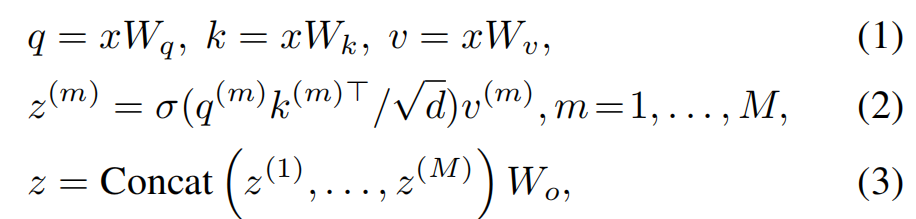 q = xW_q, k = xW_k, v = xW_v, (1)
z^{(m)} = σ(q^{(m)}k^{(m)⊤}/√d)v^{(m)}, m=1, . . . , M, (2)
z = Concat(z^{(1)}, . . . , z^{(M)})W_o, (3)